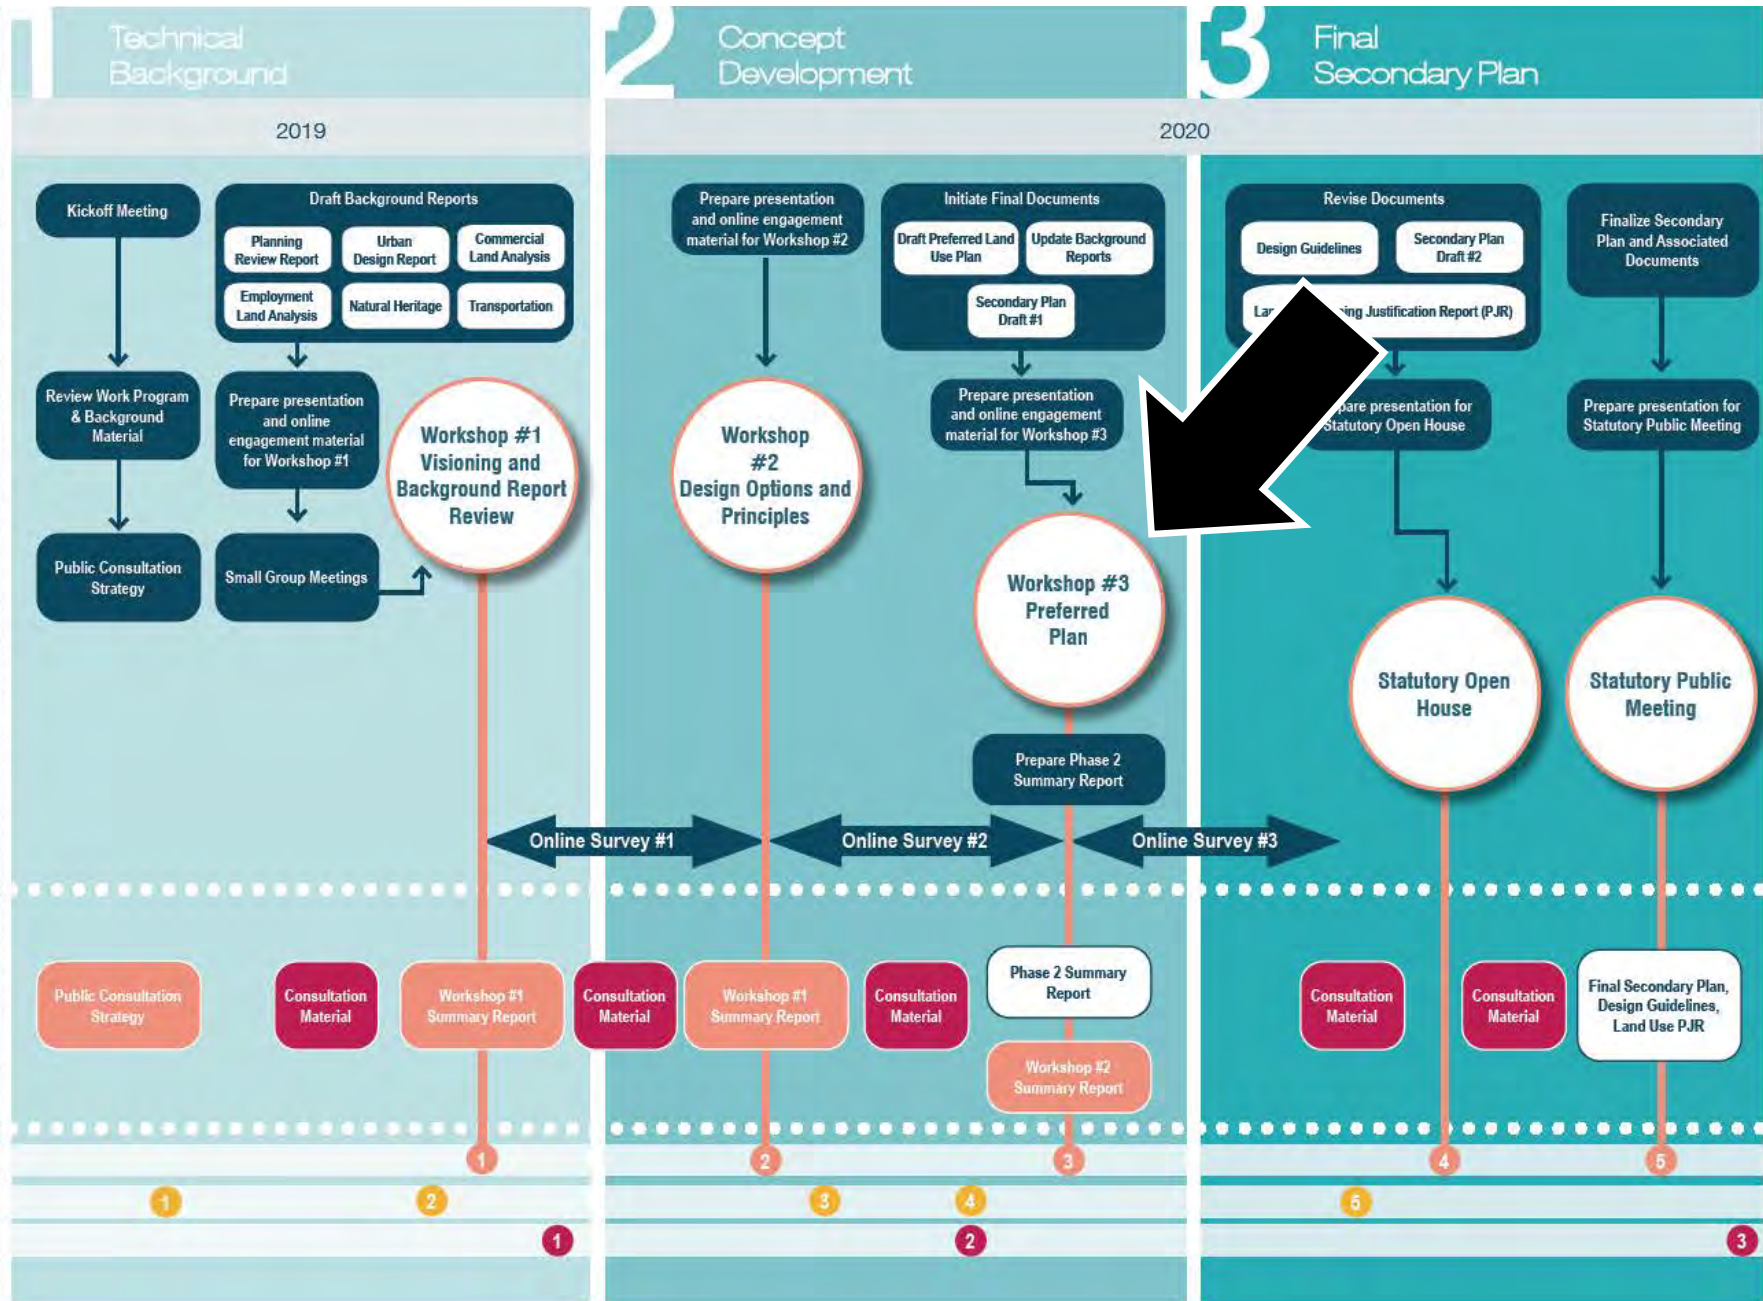 1
Technical
Background
2
Concept
Development
3
Final
Secondary Plan
2019
2020
Kickoff Meeting
Review Work Program
& Background
Material
Public Consultation
Strategy
Draft Background Reports
Planning
Review Report
Urban
Design Report
Commercial
Land Analysis
Employment
Land Analysis
Natural Heritage
Transportation
Prepare presentation
and online
engagement material
for Workshop #1
Small Group Meetings
Workshop #1
Visioning and
Background Report
Review
Prepare presentation
and online engagement
material for Workshop #2
Workshop
#2
Design Options and
Principles
Initiate Final Documents
Draft Preferred Land
Use Plan
Update Background
Reports
Secondary Plan
Draft #1
Prepare presentation
and online engagement
material for Workshop #3
Workshop #3
Preferred
Plan
Prepare Phase 2
Summary Report
Revise Documents
Design Guidelines
Secondary Plan
Draft #2
Justification Report (PJR)
presentation for
Statutory Open House
Statutory Open
House
Finalize Secondary
Plan and Associated
Documents
Prepare presentation for
Statutory Public Meeting
Statutory Public
Meeting
Online Survey #1
Online Survey #2
Online Survey #3
Public Consultation
Strategy
Consultation
Material
Workshop #1
Summary Report
Consultation
Material
Workshop #1
Summary Report
Consultation
Material
Phase 2 Summary
Report
Workshop #2
Summary Report
Consultation
Material
Consultation
Material
Final Secondary Plan,
Design Guidelines,
Land Use PJR
1 2 3 4 5
1 2 3 4 5
1 2 3